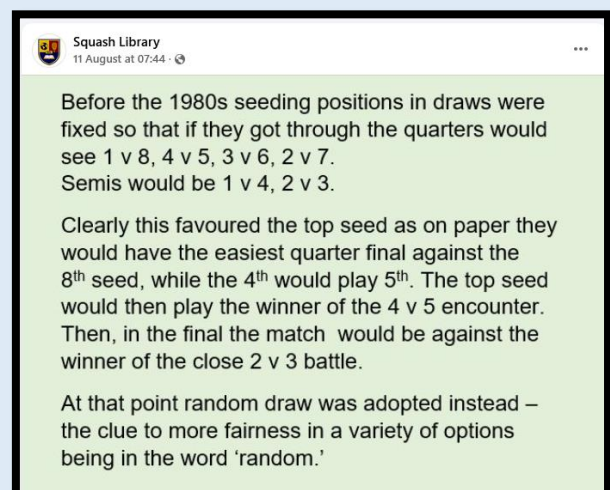 Squash Library
11 August at 07:44 ·
Before the 1980s seeding positions in draws were
fixed so that if they got through the quarters would
see 1 v 8, 4 v 5, 3 v 6, 2 v 7.
Semis would be 1 v 4, 2 v 3.
Clearly this favoured the top seed as on paper they
would have the easiest quarter final against the
8th seed, while the 4th would play 5th. The top seed
would then play the winner of the 4 v 5 encounter.
Then, in the final the match would be against the
winner of the close 2 v 3 battle.
At that point random draw was adopted instead –
the clue to more fairness in a variety of options
being in the word ‘random.’